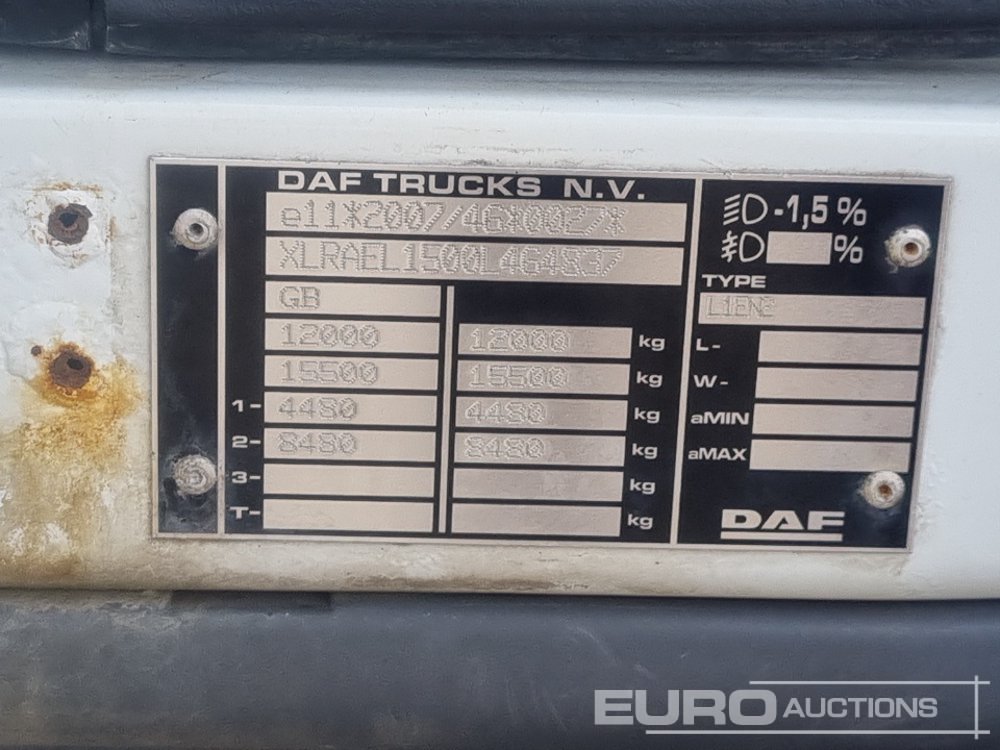 DAF TRUCKS N.V.
e11*2007/46*0027*
XLRAEL1500L464837
GB
12000 12000 kg
15500 15500 kg
1- 4480 4480 kg
2- 8480 8480 kg
3- kg
T- kg
-1,5 %
%
TYPE
L1EN2
L-
W-
aMIN
aMAX
DAF
EURO AUCTIONS